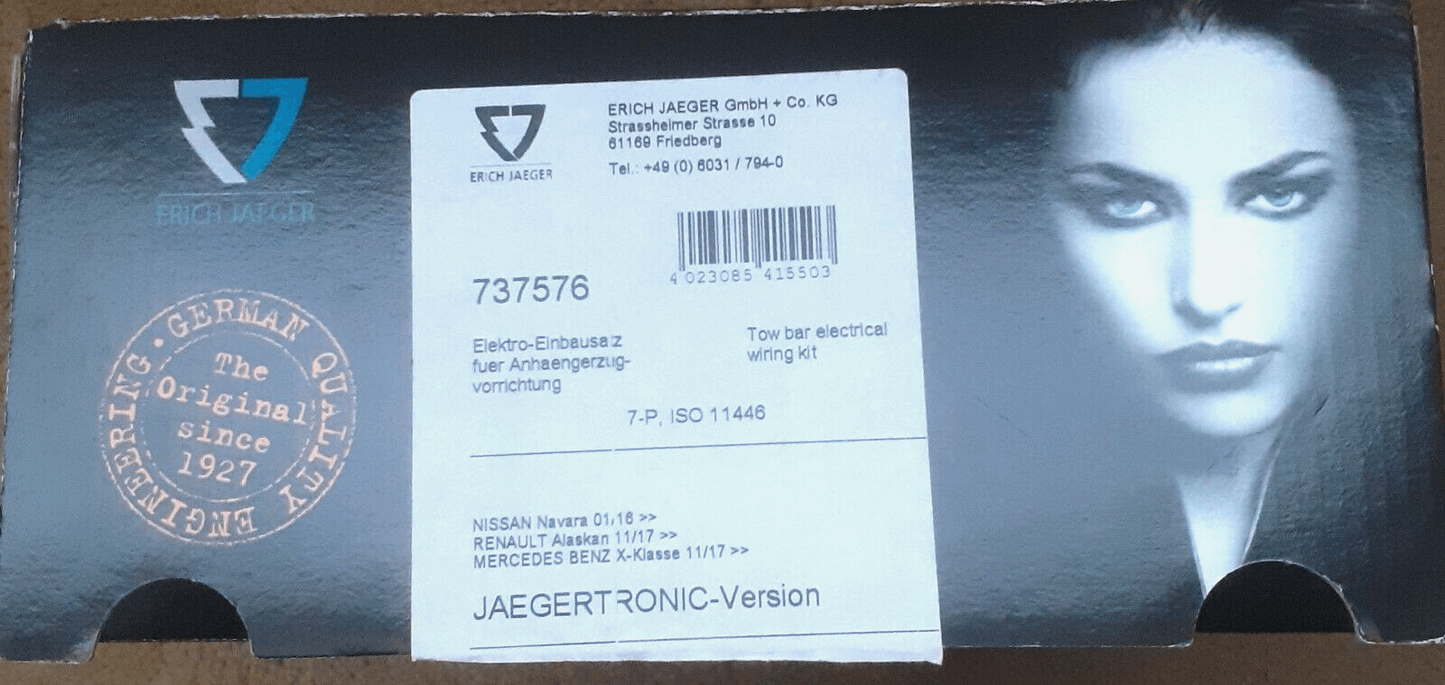 ERICH JAEGER
GERMAN QUALITY ENGINEERING •
The
Original
since
1927
ERICH JAEGER
ERICH JAEGER GmbH + Co. KG
Strassheimer Strasse 10
61169 Friedberg
Tel.: +49 (0) 6031 / 794-0
4 023085 415503
737576
Elektro-Einbausatz
fuer Anhaengerzug-
vorrichtung
Tow bar electrical
wiring kit
7-P, ISO 11446
NISSAN Navara 01/16 >>
RENAULT Alaskan 11/17 >>
MERCEDES BENZ X-Klasse 11/17 >>
JAEGERTRONIC-Version